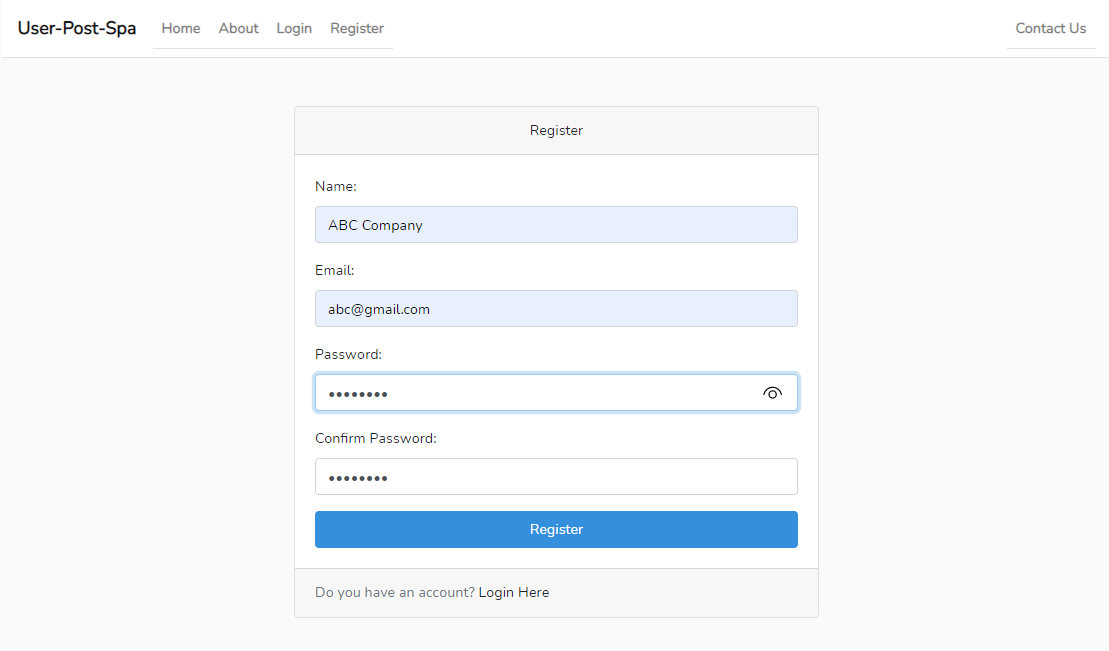 User-Post-Spa Home About Login Register Contact Us
Register
Name:
ABC Company
Email:
abc@gmail.com
Password:
••••••••
Confirm Password:
••••••••
Register
Do you have an account? Login Here